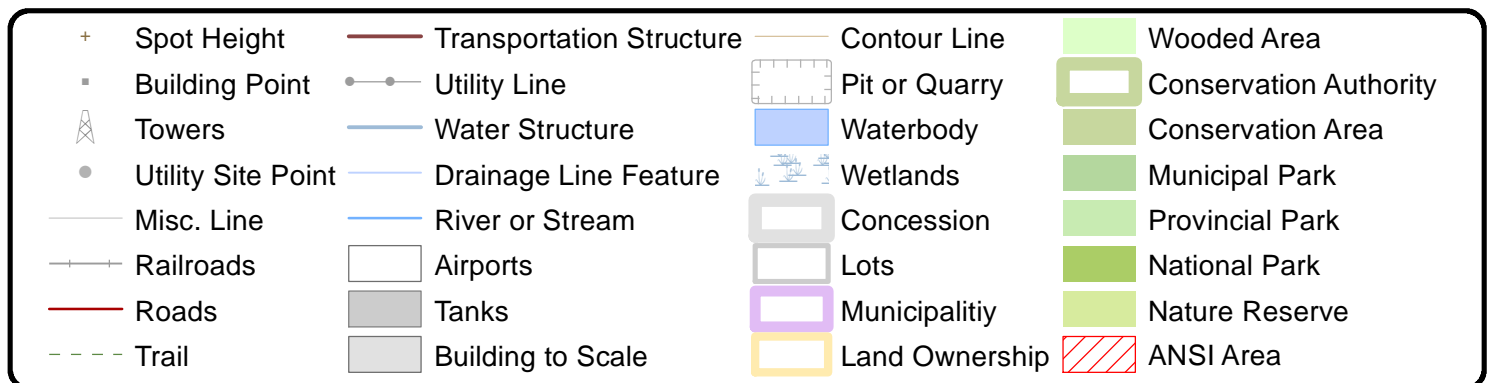 Spot Height
Building Point
Towers
Utility Site Point
Misc. Line
Railroads
Roads
Trail
Transportation Structure
Utility Line
Water Structure
Drainage Line Feature
River or Stream
Airports
Tanks
Building to Scale
Contour Line
Pit or Quarry
Waterbody
Wetlands
Concession
Lots
Municipalitiy
Land Ownership
Wooded Area
Conservation Authority
Conservation Area
Municipal Park
Provincial Park
National Park
Nature Reserve
ANSI Area